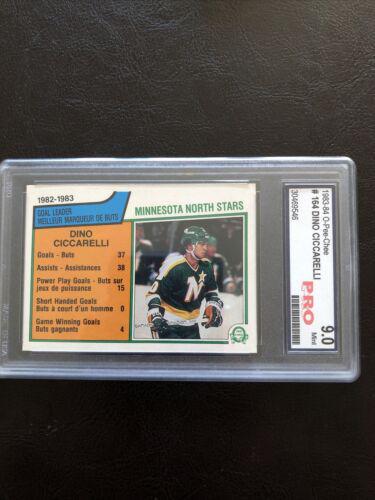 1982-1983
GOAL LEADER
MEILLEUR MARQUEUR DE BUTS
DINO
CICCARELLI
Goals - Buts 37
Assists - Assistances 38
Power Play Goals - Buts sur
jeux de puissance 15
Short Handed Goals
Buts à court d'un homme 0
Game Winning Goals
Buts gagnants 4
MINNESOTA NORTH STARS
N
1983-84 O-Pee-Chee
# 164 DINO CICCARELLI
30469546
PRO
9.0
Mint